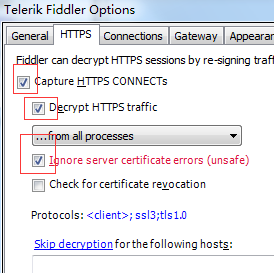 Telerik Fiddler Options
General HTTPS Connections Gateway Appearan
Fiddler can decrypt HTTPS sessions by re-signing traf
Capture HTTPS CONNECTs
Decrypt HTTPS traffic
...from all processes
Ignore server certificate errors (unsafe)
Check for certificate revocation
Protocols: <client>; ssl3;tls1.0
Skip decryption for the following hosts: